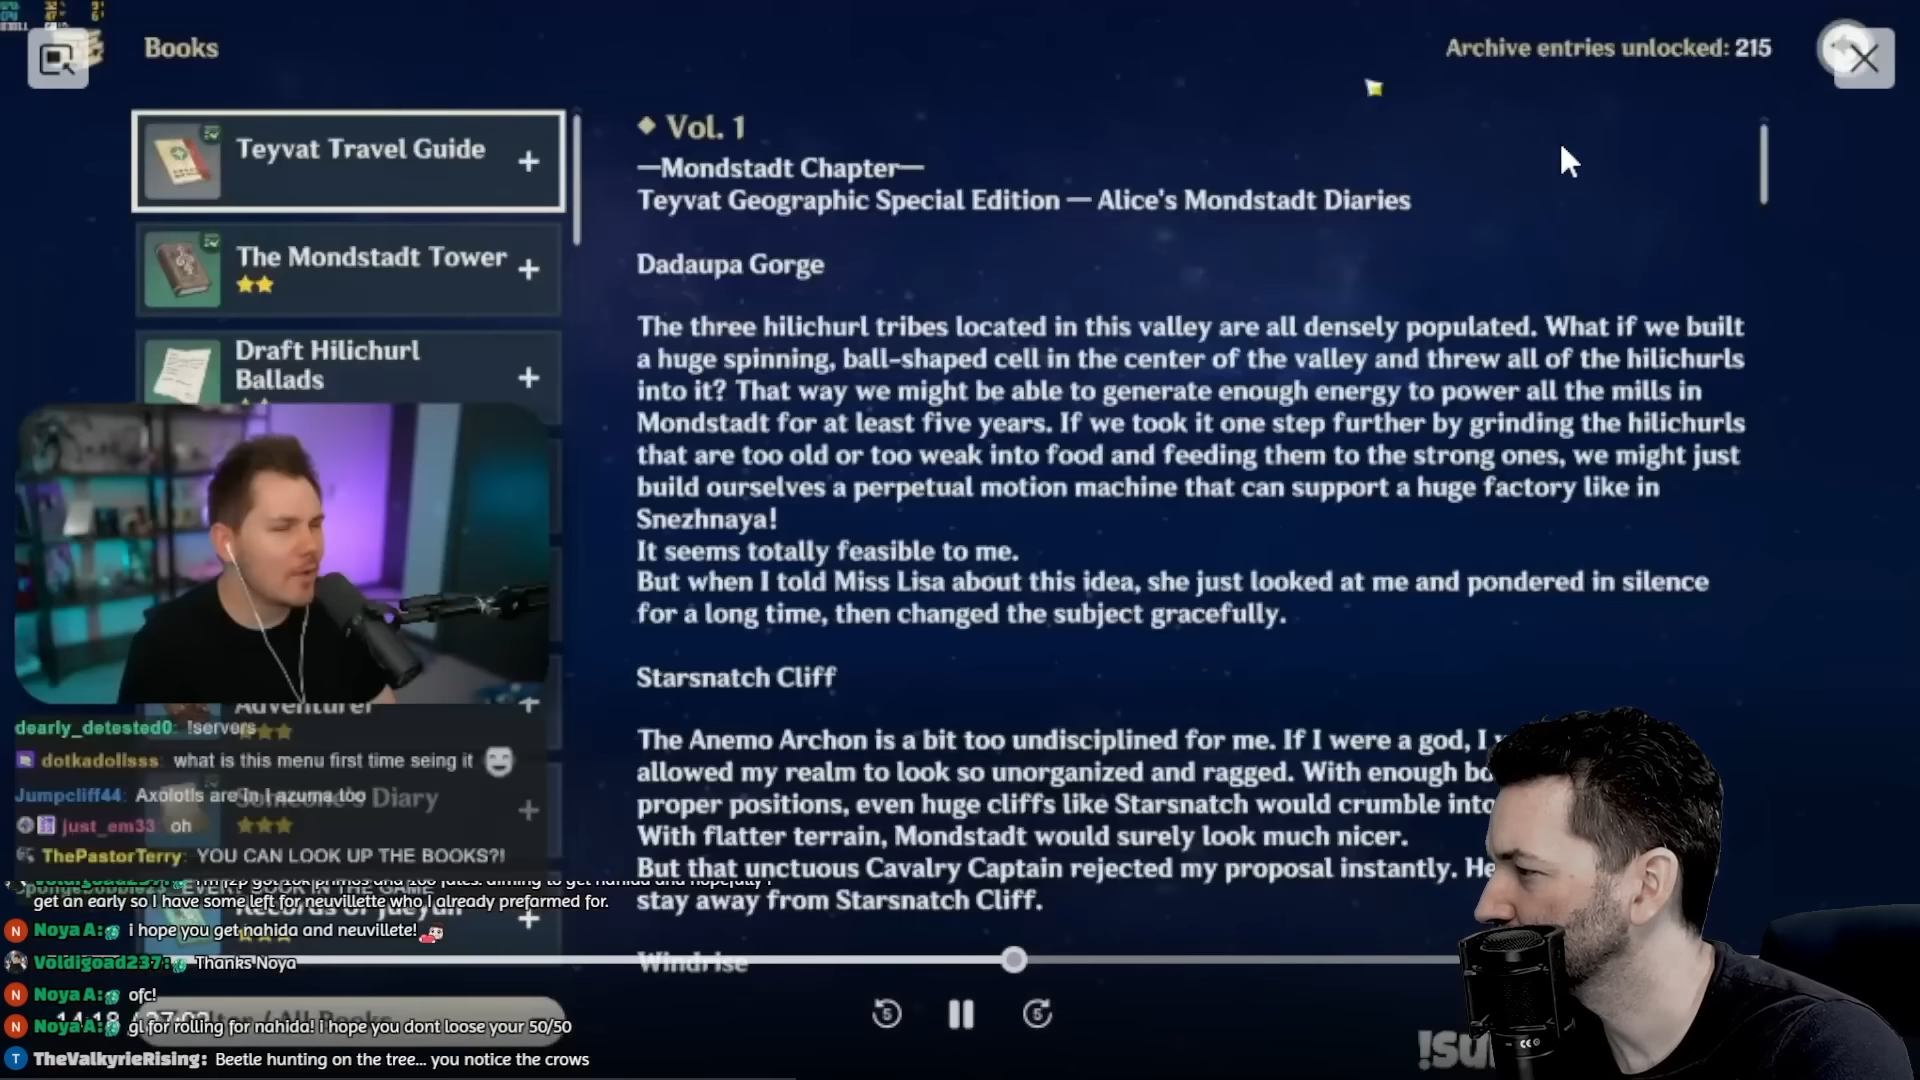 Books
Archive entries unlocked: 215
Teyvat Travel Guide
The Mondstadt Tower
Draft Hilichurl
Ballads
Adventurer
Diary
◆ Vol. 1
—Mondstadt Chapter—
Teyvat Geographic Special Edition — Alice's Mondstadt Diaries
Dadaupa Gorge
The three hilichurl tribes located in this valley are all densely populated. What if we built
a huge spinning, ball-shaped cell in the center of the valley and threw all of the hilichurls
into it? That way we might be able to generate enough energy to power all the mills in
Mondstadt for at least five years. If we took it one step further by grinding the hilichurls
that are too old or too weak into food and feeding them to the strong ones, we might just
build ourselves a perpetual motion machine that can support a huge factory like in
Snezhnaya!
It seems totally feasible to me.
But when I told Miss Lisa about this idea, she just looked at me and pondered in silence
for a long time, then changed the subject gracefully.
Starsnatch Cliff
The Anemo Archon is a bit too undisciplined for me. If I were a god, I
allowed my realm to look so unorganized and ragged. With enough
proper positions, even huge cliffs like Starsnatch would crumble into
With flatter terrain, Mondstadt would surely look much nicer.
But that unctuous Cavalry Captain rejected my proposal instantly. He
stay away from Starsnatch Cliff.
Windrise
dearly_detested0: !servers
dotkadollsss: what is this menu first time seing it
Jumpcliff44: Axolotls are in I azuma too
just_em33: oh
ThePastorTerry: YOU CAN LOOK UP THE BOOKS?!
get an early so I have some left for neuvillette who I already prefarmed for.
Noya A: i hope you get nahida and neuvillete!
Voldigoad237: Thanks Noya
Noya A: ofc!
Noya A: gl for rolling for nahida! i hope you dont loose your 50/50
TheValkyrieRising: Beetle hunting on the tree... you notice the crows
5
5